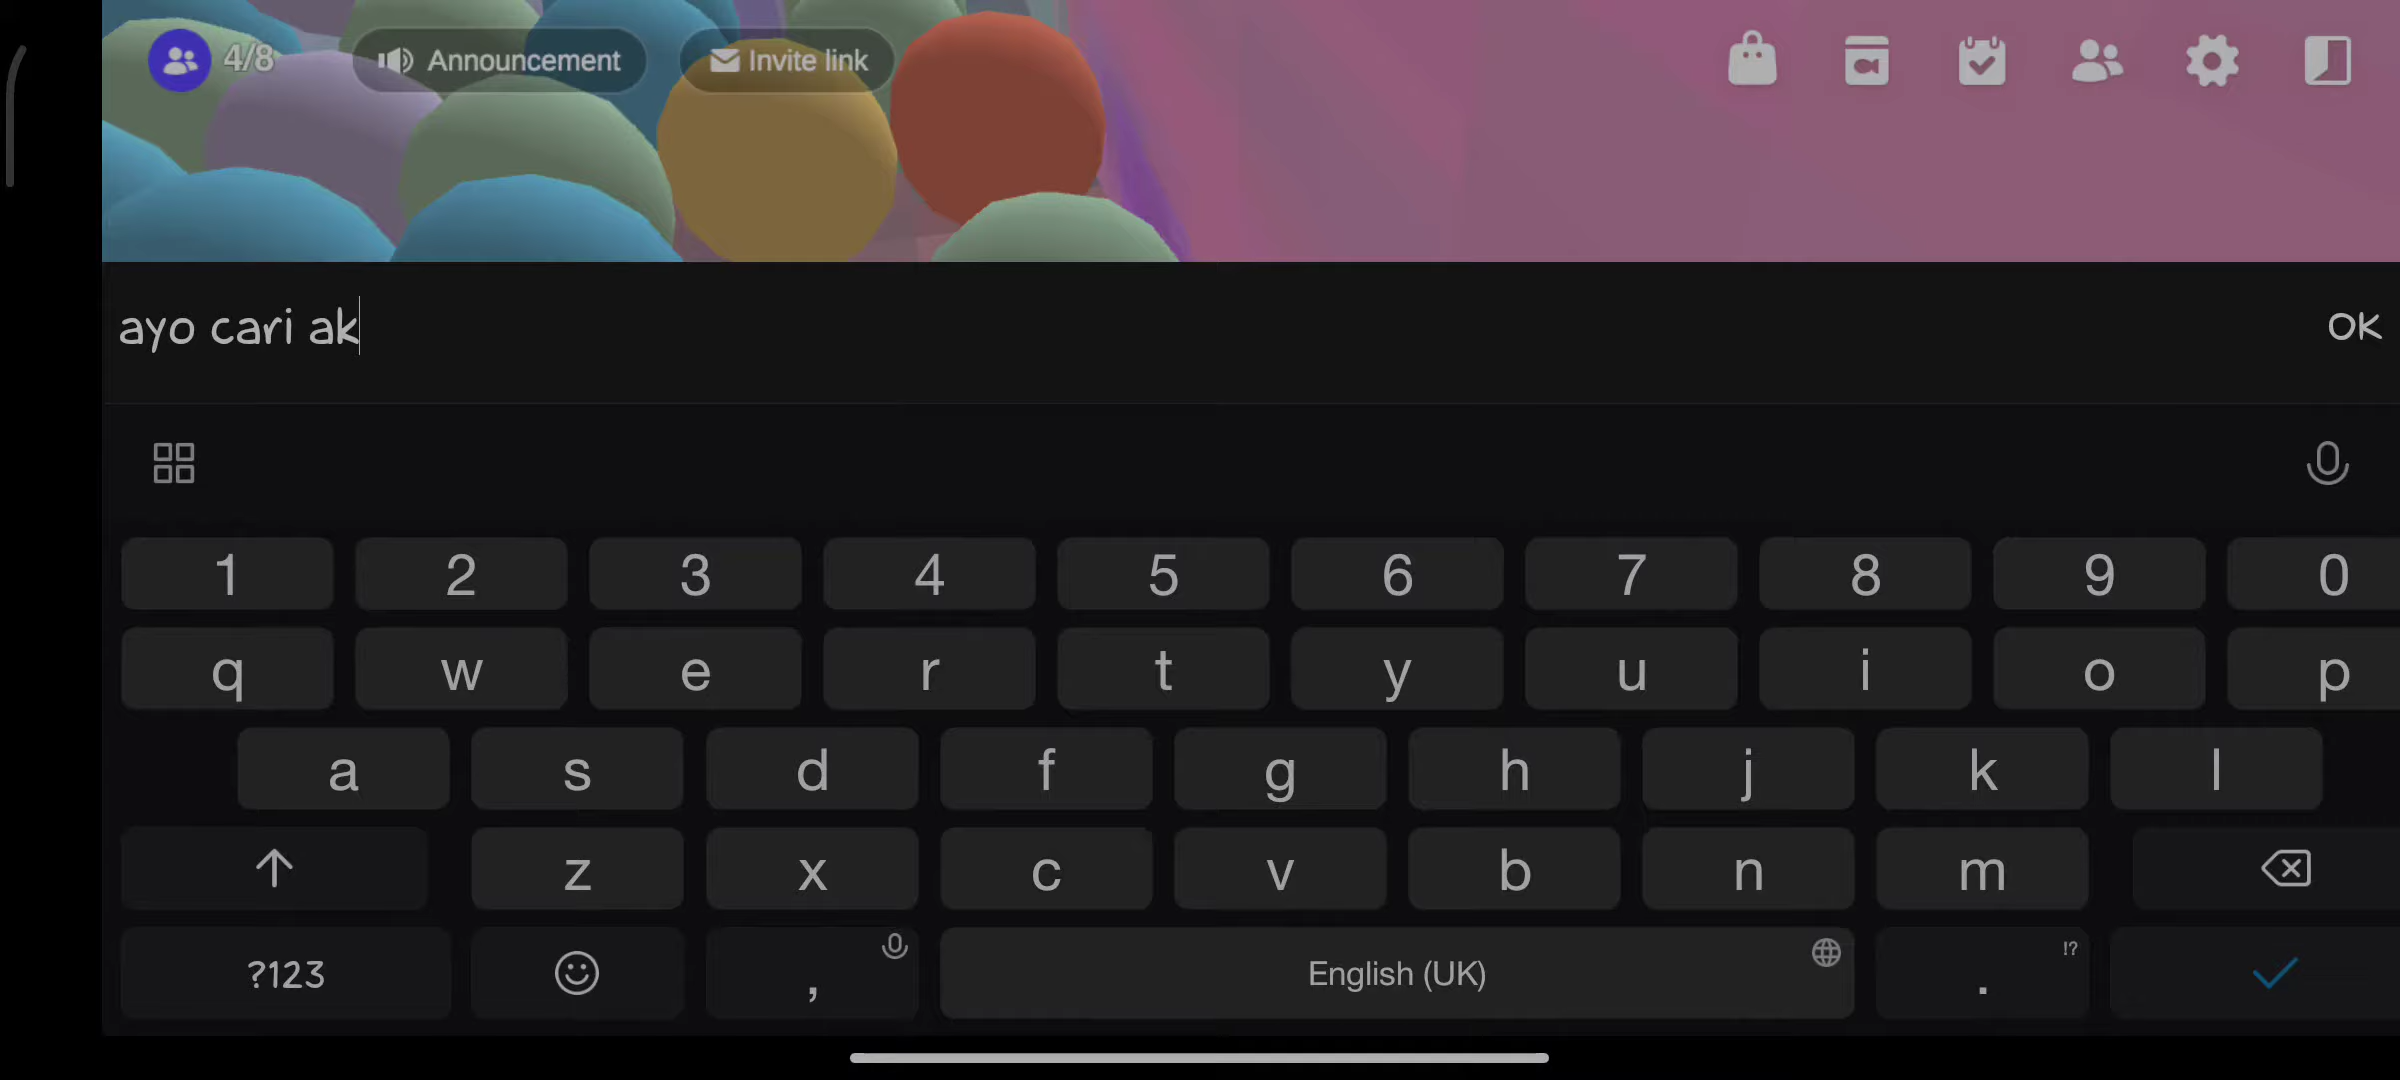 4/8 Announcement Invite link
ayo cari ak OK
1 2 3 4 5 6 7 8 9 0
q w e r t y u i o p
a s d f g h j k l
z x c v b n m
?123 , English (UK) . !?